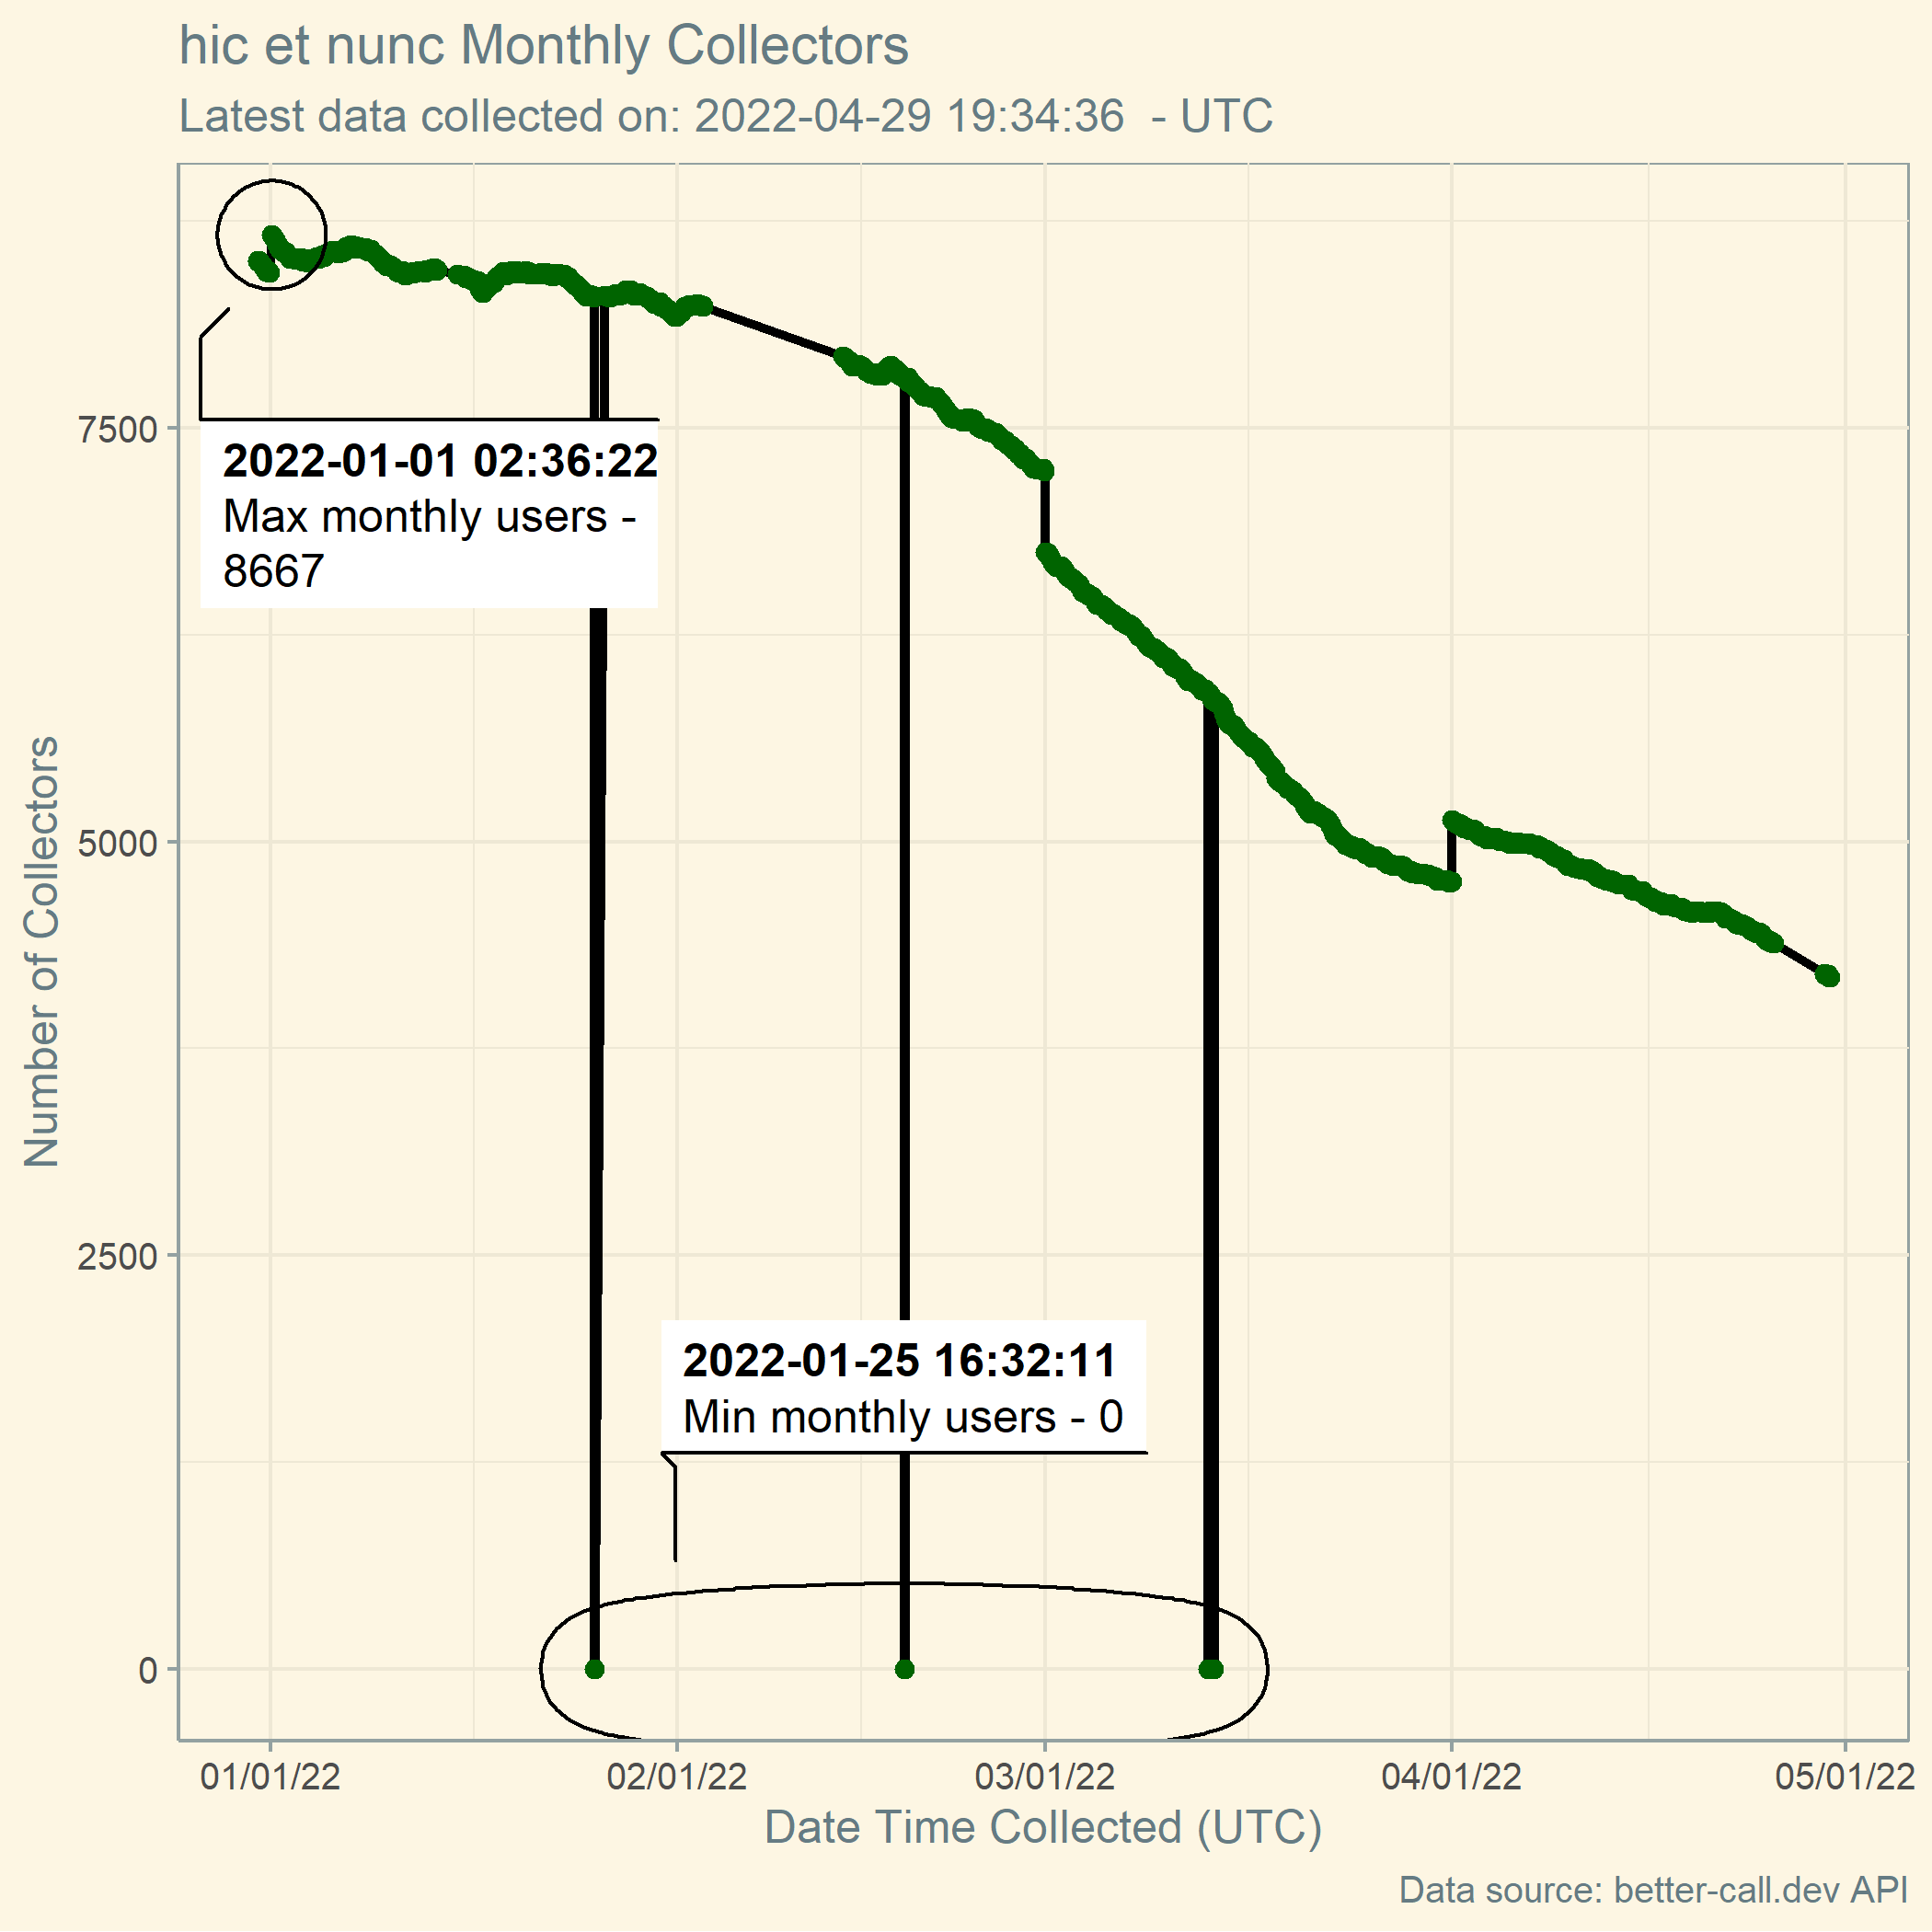 hic et nunc Monthly Collectors
Latest data collected on: 2022-04-29 19:34:36  - UTC
Number of Collectors
7500
5000
2500
0
2022-01-01 02:36:22
Max monthly users -
8667
2022-01-25 16:32:11
Min monthly users - 0
01/01/22
02/01/22
03/01/22
04/01/22
05/01/22
Date Time Collected (UTC)
Data source: better-call.dev API